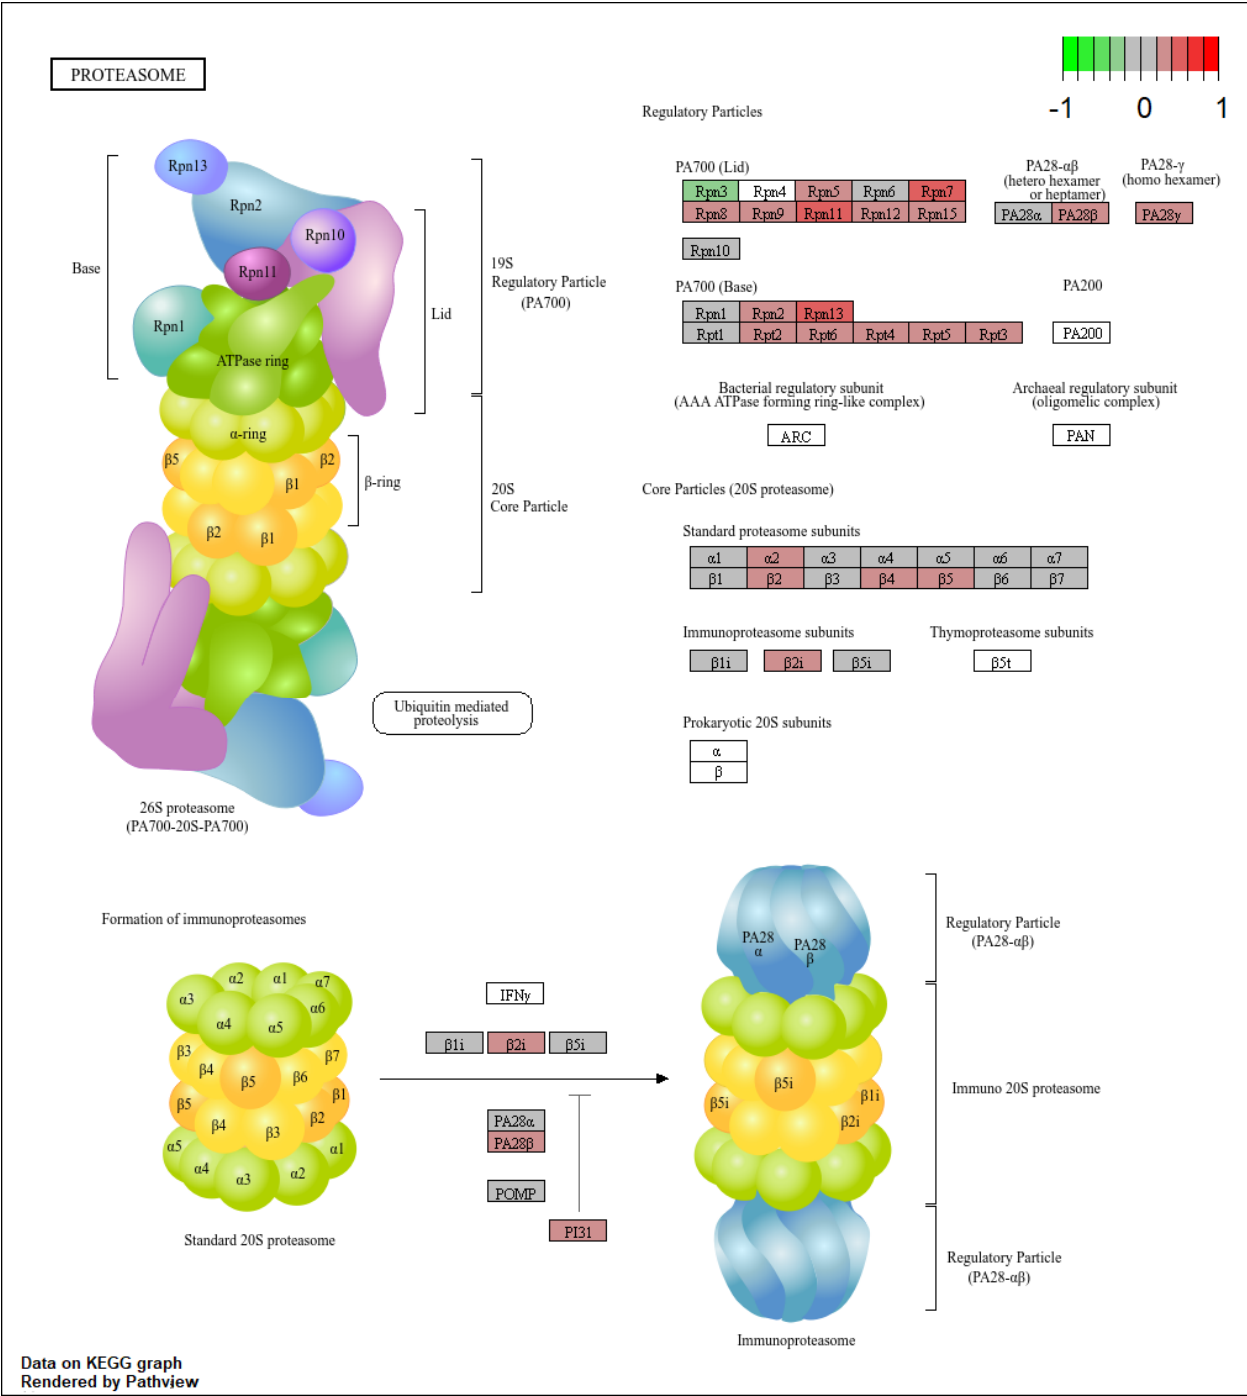 PROTEASOME
-1 0 1
Regulatory Particles
PA700 (Lid)
Rpn3 Rpn4 Rpn5 Rpn6 Rpn7
Rpn8 Rpn9 Rpn11 Rpn12 Rpn15
Rpn10
PA28-αβ
(hetero hexamer
or heptamer)
PA28α PA28β
PA28-γ
(homo hexamer)
PA28γ
PA700 (Base)
Rpn1 Rpn2 Rpn13
Rpt1 Rpt2 Rpt6 Rpt4 Rpt5 Rpt3
PA200
PA200
Bacterial regulatory subunit
(AAA ATPase forming ring-like complex)
ARC
Archaeal regulatory subunit
(oligomelic complex)
PAN
Core Particles (20S proteasome)
Standard proteasome subunits
α1 α2 α3 α4 α5 α6 α7
β1 β2 β3 β4 β5 β6 β7
Immunoproteasome subunits
β1i β2i β5i
Thymoproteasome subunits
β5t
Prokaryotic 20S subunits
α
β
Rpn13
Rpn2
Rpn10
Rpn11
Base
Rpn1
Lid
ATPase ring
19S
Regulatory Particle
(PA700)
α-ring
β5
β2
β1
β-ring
β2
β1
20S
Core Particle
Ubiquitin mediated
proteolysis
26S proteasome
(PA700-20S-PA700)
Formation of immunoproteasomes
α3 α2 α1 α7
α4 α5 α6
β3 β4 β5 β6 β7
β5 β4 β3 β2 β1
α5 α4 α3 α2 α1
Standard 20S proteasome
IFNγ
β1i β2i β5i
PA28α
PA28β
POMP
PI31
PA28
α
PA28
β
Regulatory Particle
(PA28-αβ)
β5i
β5i
β1i
β2i
Immuno 20S proteasome
Regulatory Particle
(PA28-αβ)
Immunoproteasome
Data on KEGG graph
Rendered by Pathview